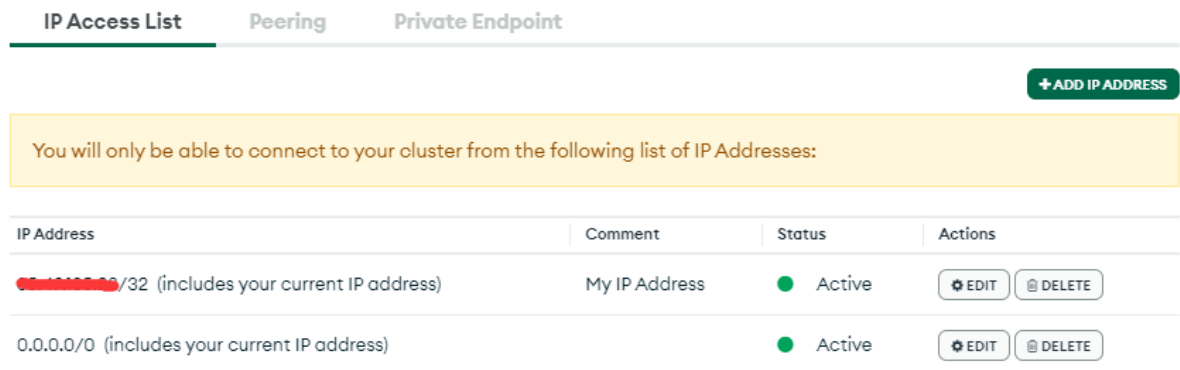 IP Access List Peering Private Endpoint
+ ADD IP ADDRESS
You will only be able to connect to your cluster from the following list of IP Addresses:
IP Address Comment Status Actions
/32 (includes your current IP address) My IP Address Active EDIT DELETE
0.0.0.0/0 (includes your current IP address) Active EDIT DELETE